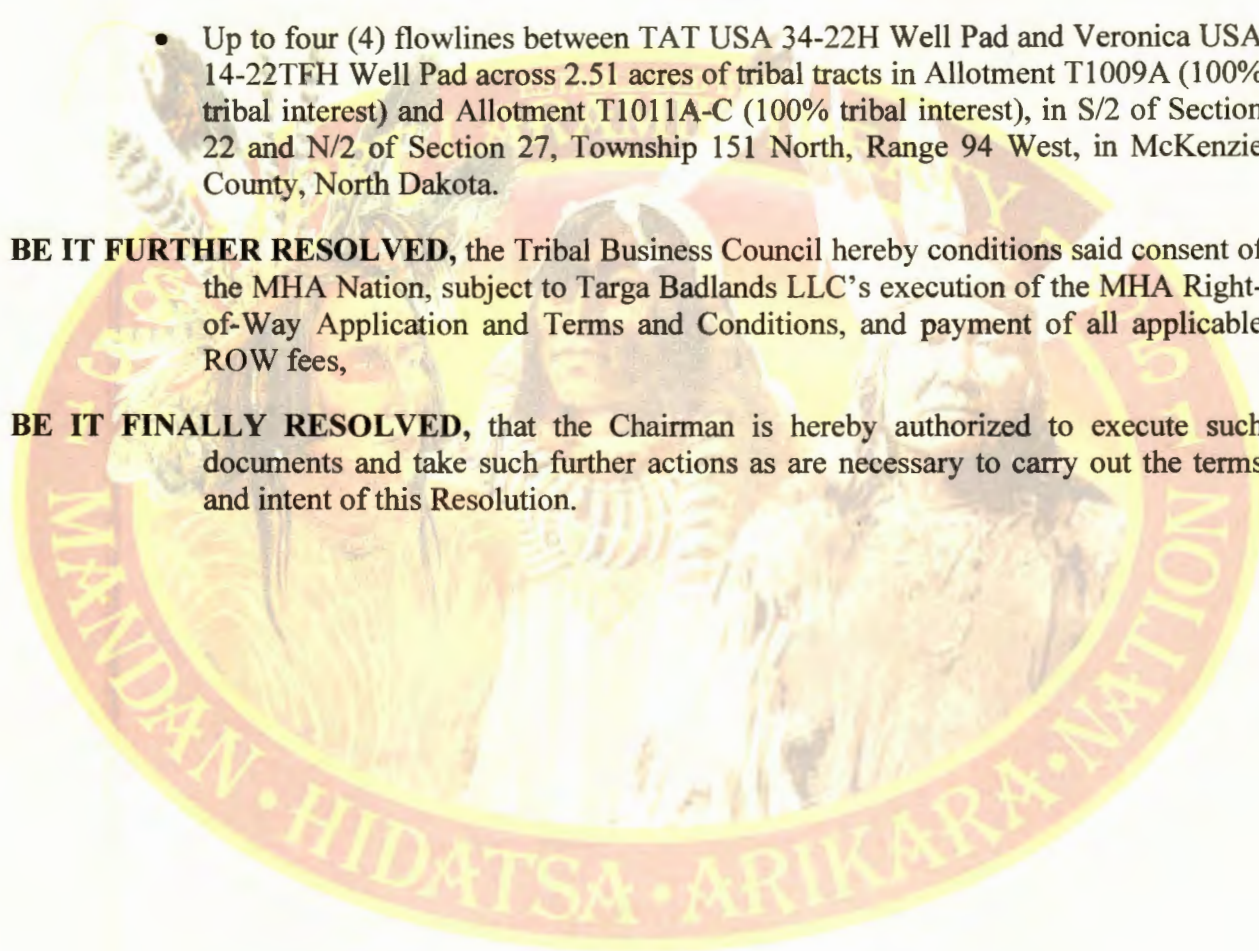 • Up to four (4) flowlines between TAT USA 34-22H Well Pad and Veronica USA
14-22TFH Well Pad across 2.51 acres of tribal tracts in Allotment T1009A (100%
tribal interest) and Allotment T1011A-C (100% tribal interest), in S/2 of Section
22 and N/2 of Section 27, Township 151 North, Range 94 West, in McKenzie
County, North Dakota.
BE IT FURTHER RESOLVED, the Tribal Business Council hereby conditions said consent of
the MHA Nation, subject to Targa Badlands LLC's execution of the MHA Right-
of-Way Application and Terms and Conditions, and payment of all applicable
ROW fees,
BE IT FINALLY RESOLVED, that the Chairman is hereby authorized to execute such
documents and take such further actions as are necessary to carry out the terms
and intent of this Resolution.
MANDAN · HIDATSA · ARIKARA · NATION